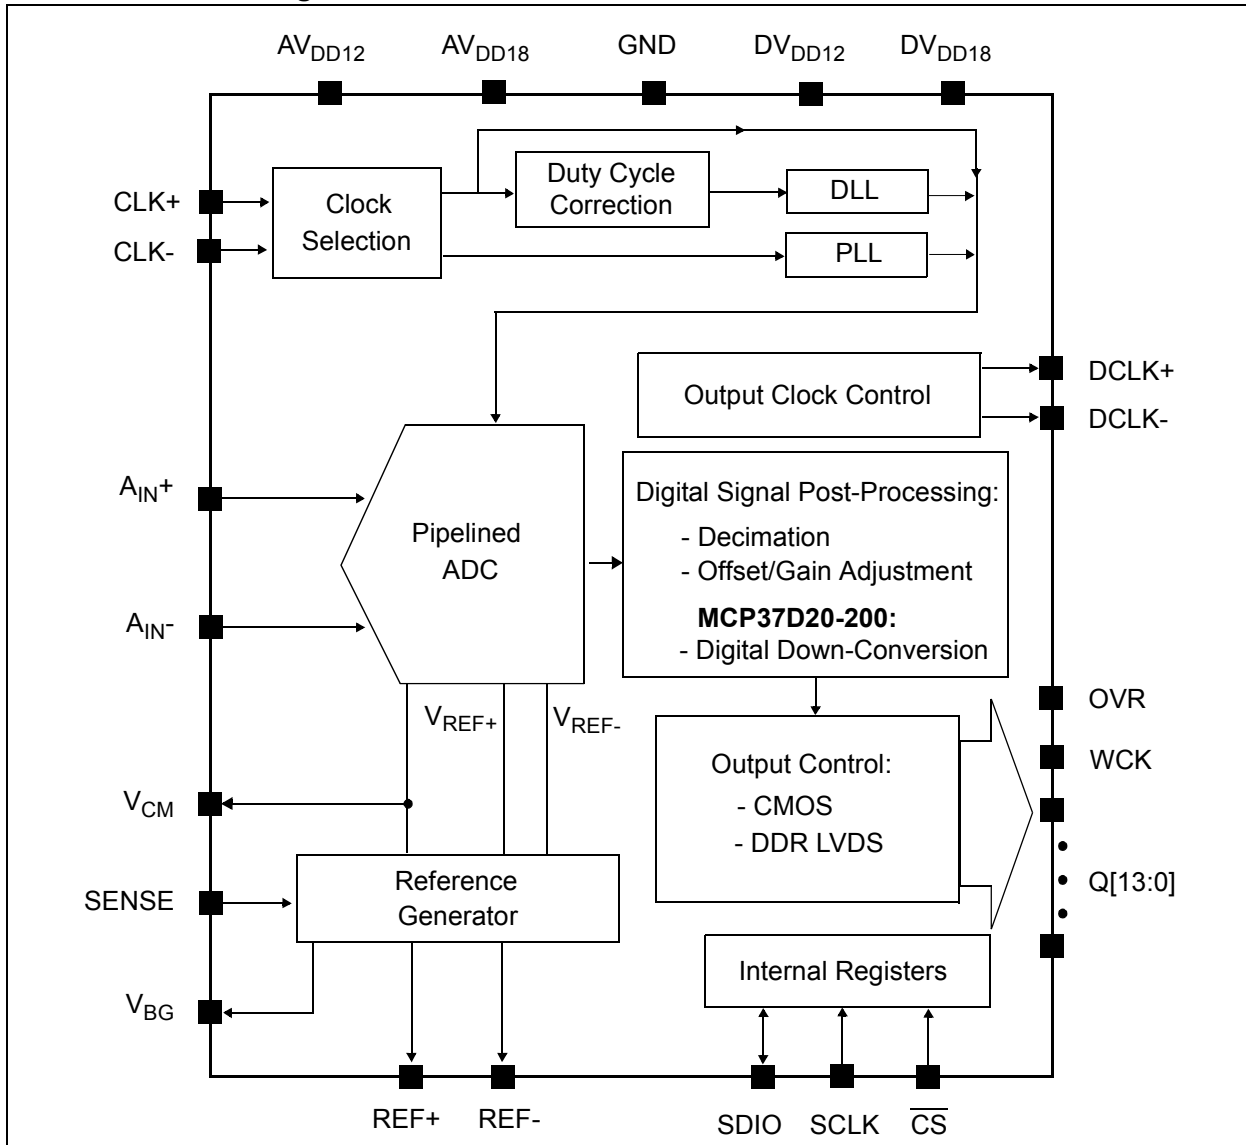 AVDD12 AVDD18 GND DVDD12 DVDD18
CLK+
CLK-
Clock
Selection
Duty Cycle
Correction
DLL
PLL
Output Clock Control
DCLK+
DCLK-
AIN+
AIN-
Pipelined
ADC
Digital Signal Post-Processing:
- Decimation
- Offset/Gain Adjustment
MCP37D20-200:
- Digital Down-Conversion
VREF+
VREF-
OVR
WCK
Q[13:0]
Output Control:
- CMOS
- DDR LVDS
VCM
SENSE
VBG
Reference
Generator
Internal Registers
REF+ REF- SDIO SCLK C̅S̅